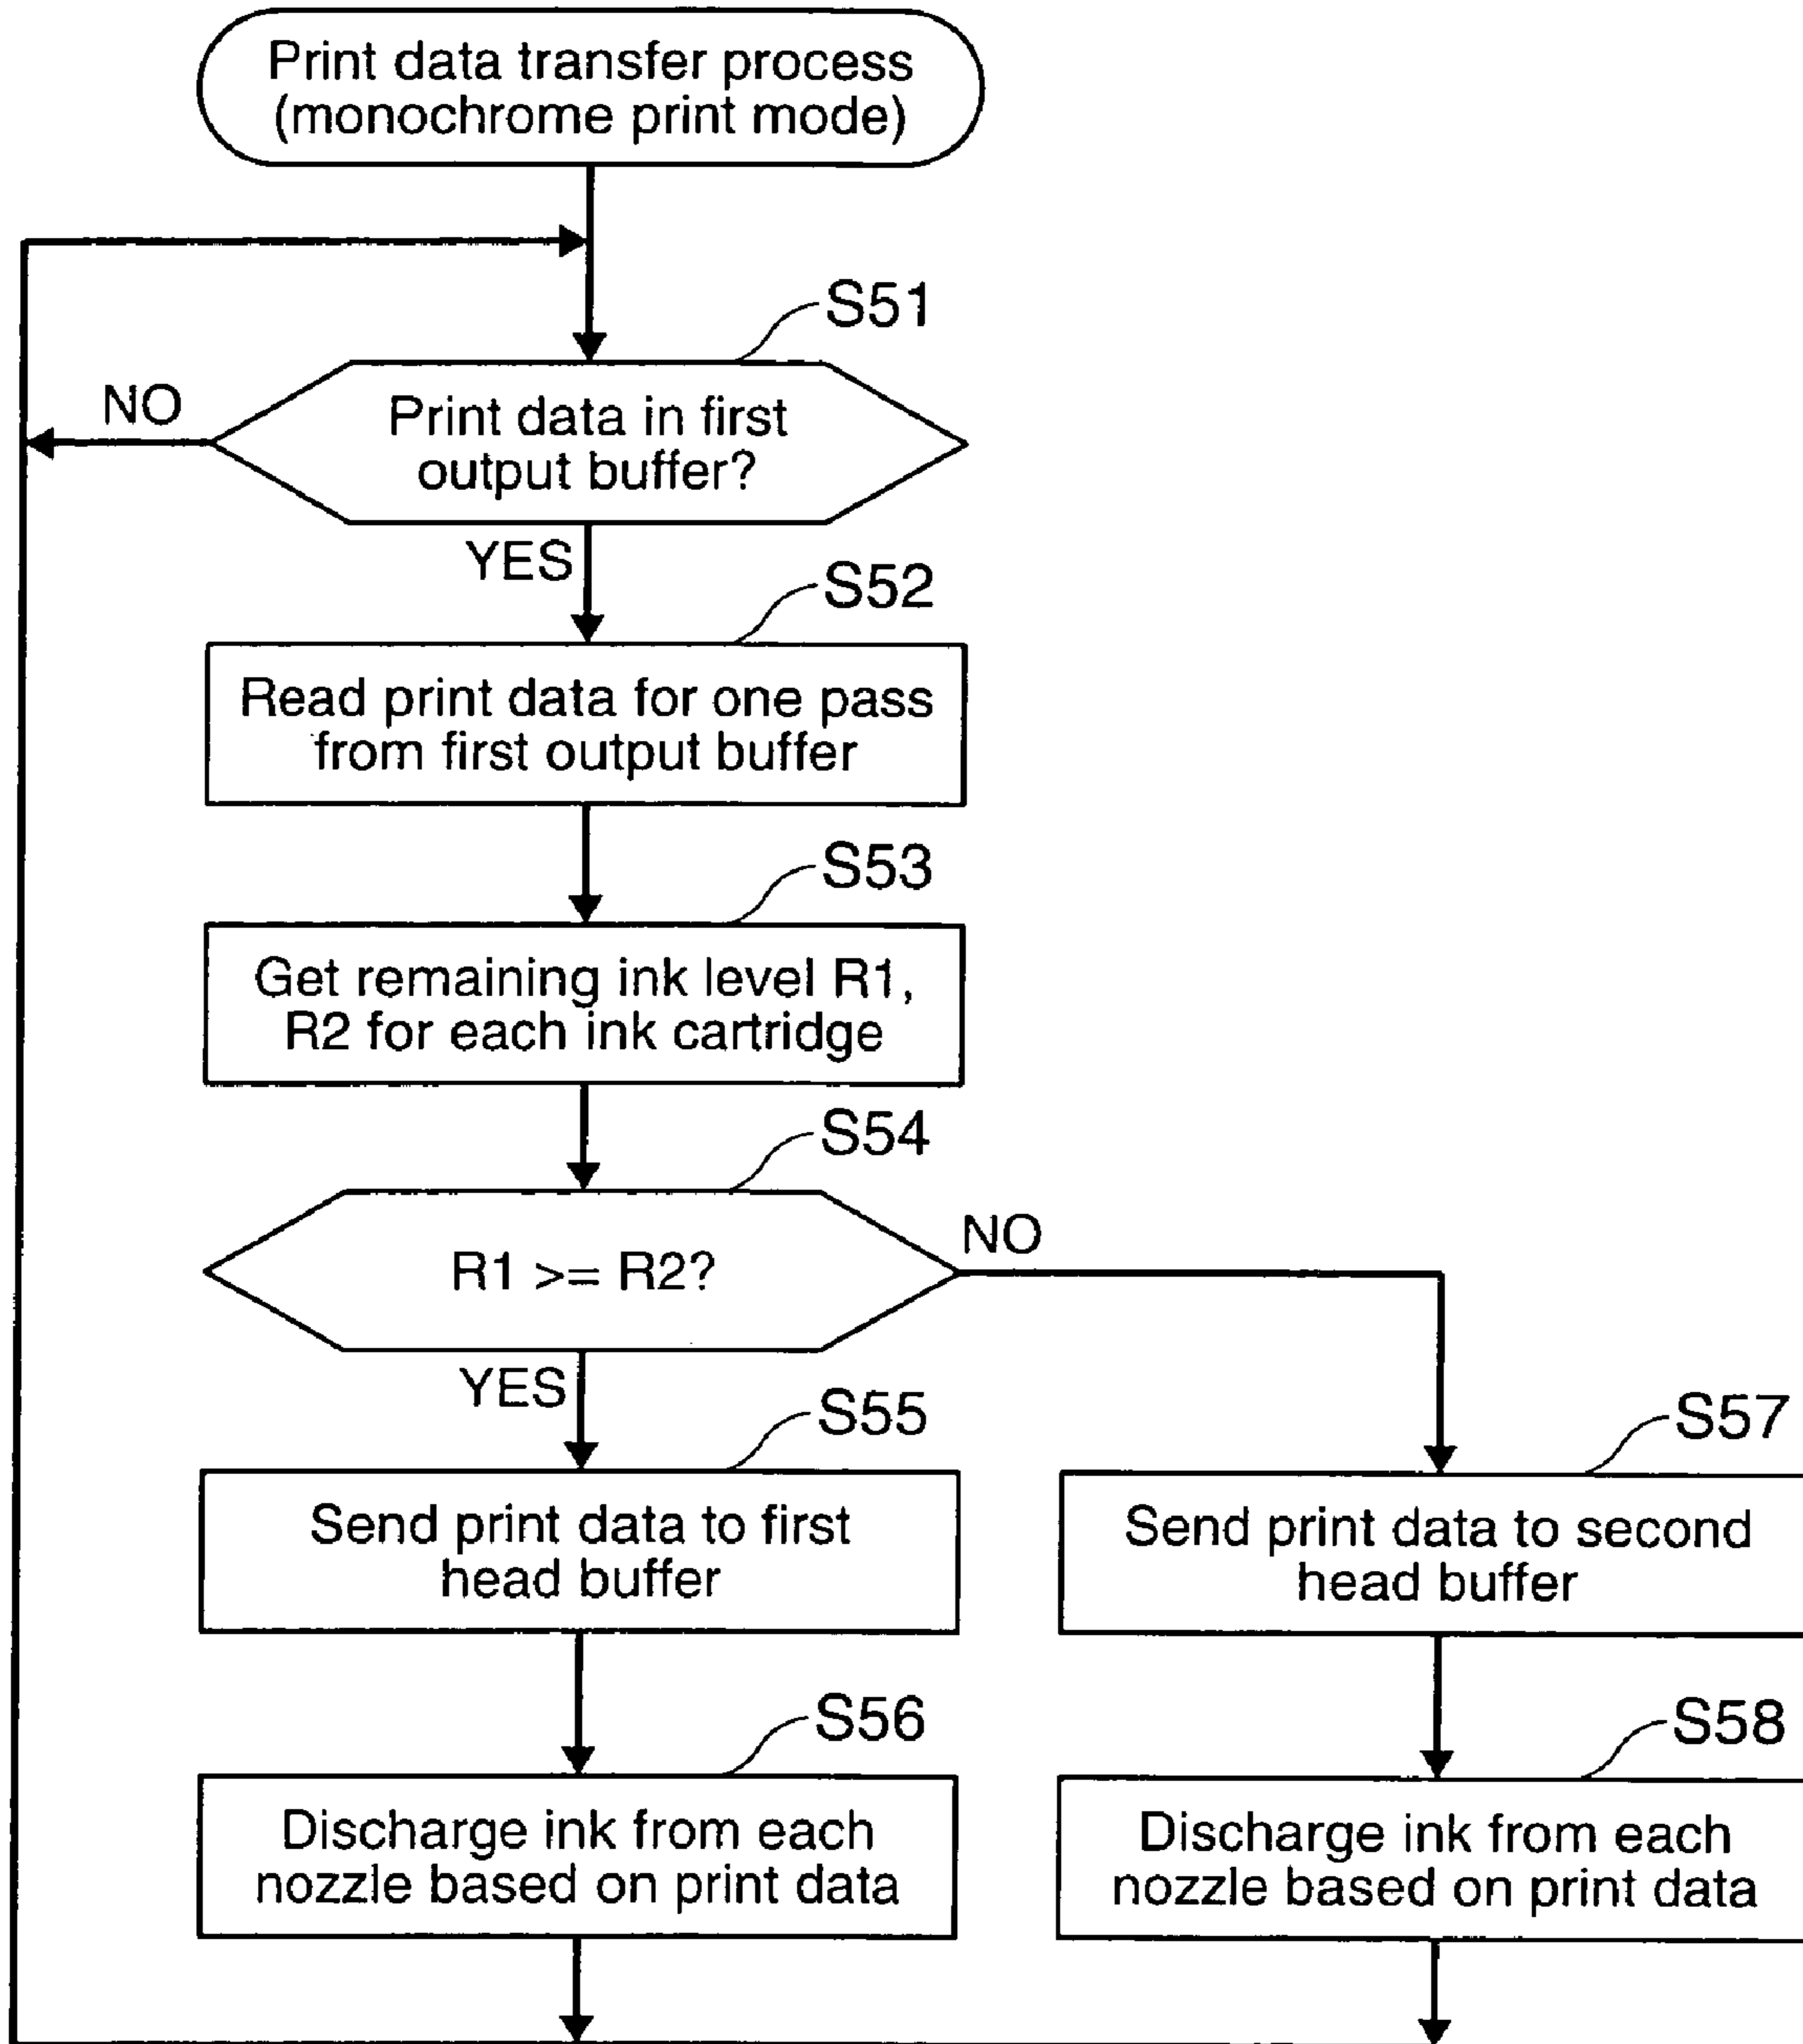 Print data transfer process
(monochrome print mode)
S51
NO
Print data in first
output buffer?
YES
S52
Read print data for one pass
from first output buffer
S53
Get remaining ink level R1,
R2 for each ink cartridge
S54
R1 >= R2?
NO
YES
S55
Send print data to first
head buffer
S57
Send print data to second
head buffer
S56
Discharge ink from each
nozzle based on print data
S58
Discharge ink from each
nozzle based on print data